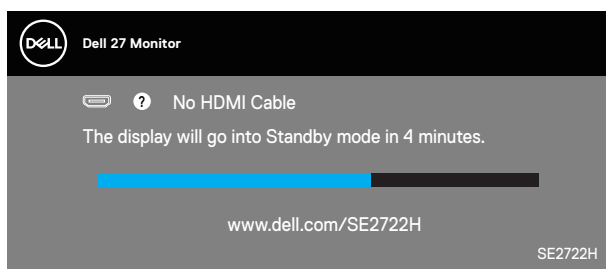 DELL
Dell 27 Monitor
? No HDMI Cable
The display will go into Standby mode in 4 minutes.
www.dell.com/SE2722H
SE2722H